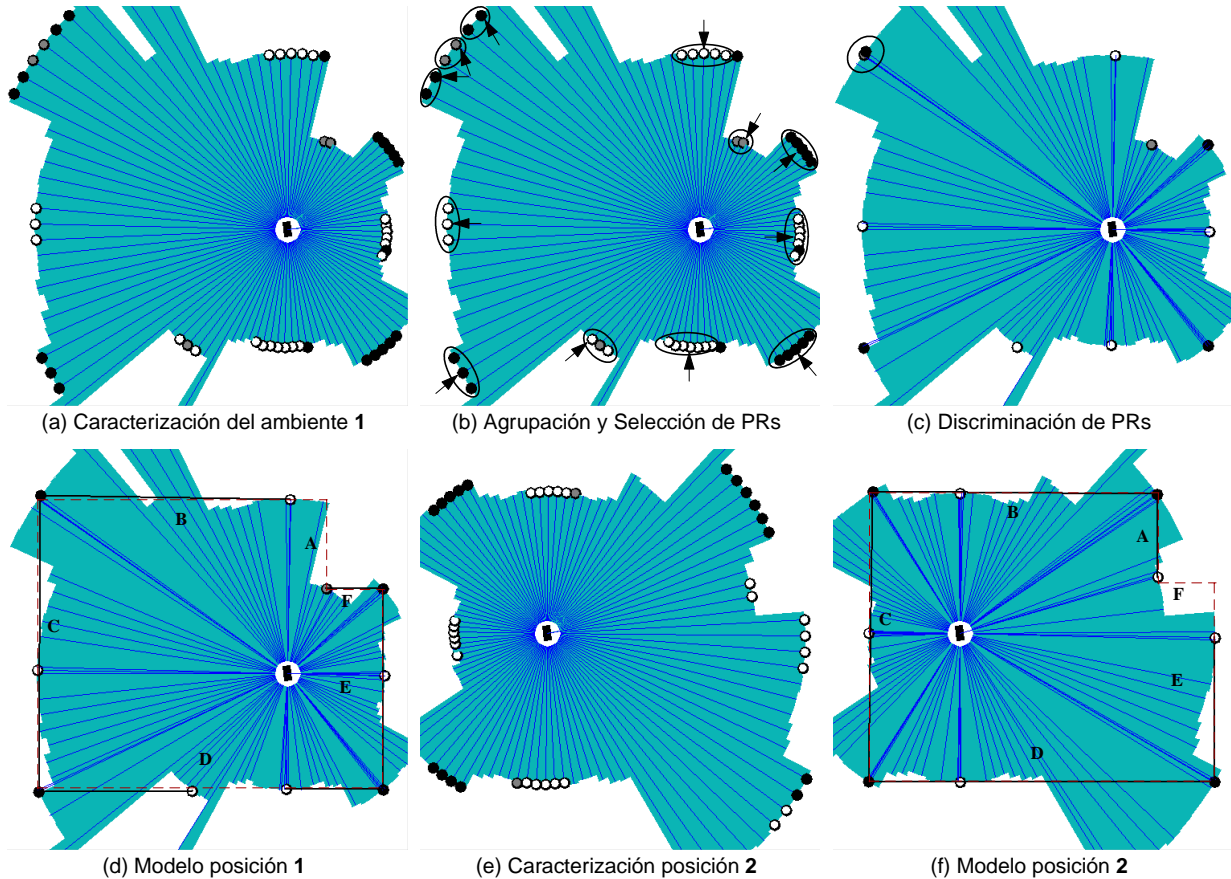 (a) Caracterización del ambiente 1
(b) Agrupación y Selección de PRs
(c) Discriminación de PRs
B
A
F
C
E
D
(d) Modelo posición 1
(e) Caracterización posición 2
B
A
F
C
E
D
(f) Modelo posición 2